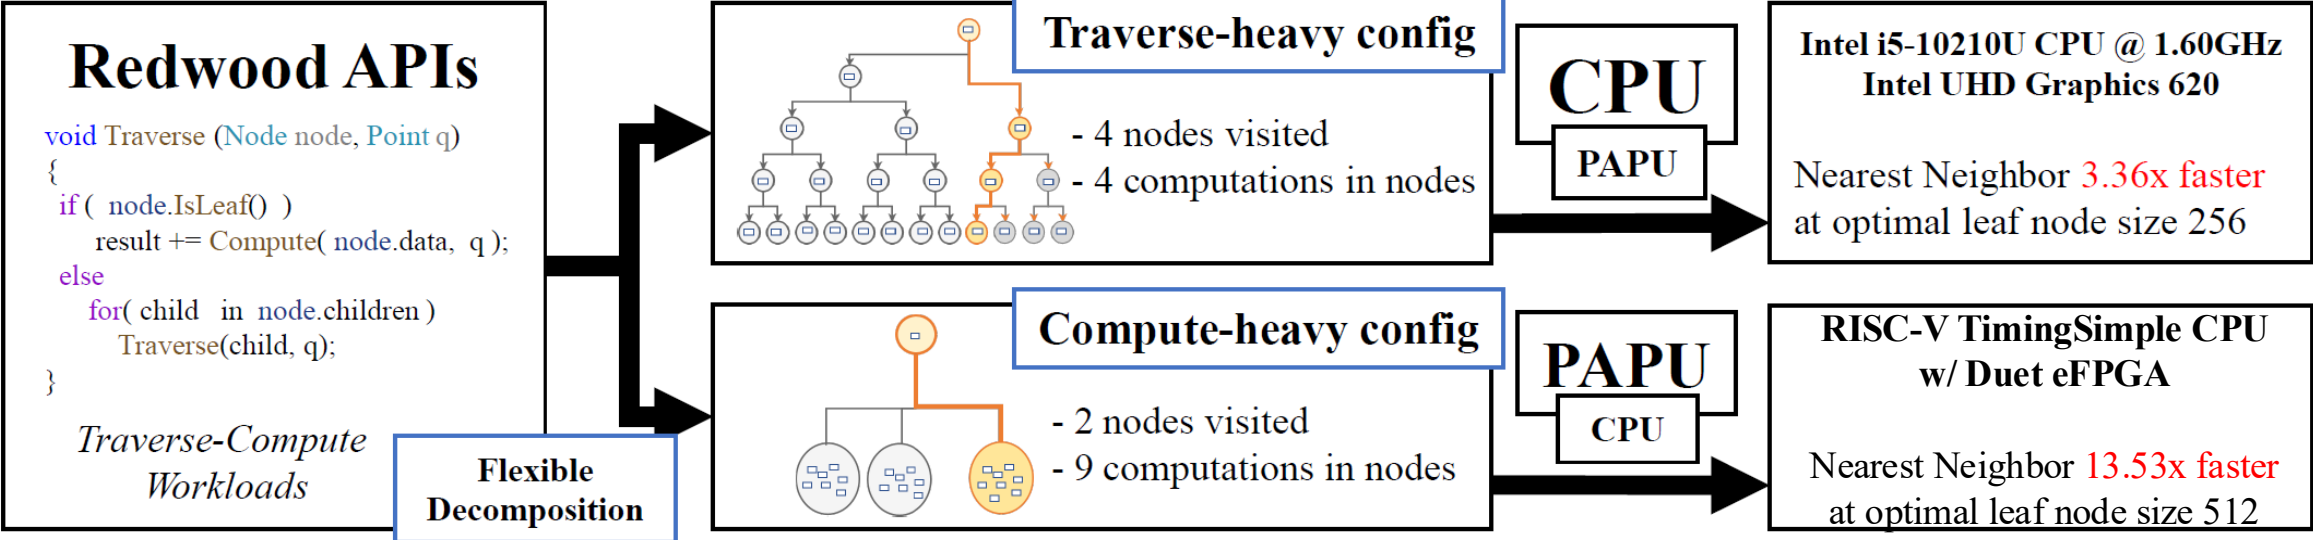 Redwood APIs
void Traverse (Node node, Point q)
{
if ( node.IsLeaf() )
result += Compute( node.data, q );
else
for( child in node.children )
Traverse(child, q);
}
Traverse-Compute
Workloads
Flexible
Decomposition
Traverse-heavy config
- 4 nodes visited
- 4 computations in nodes
CPU
PAPU
Intel i5-10210U CPU @ 1.60GHz
Intel UHD Graphics 620
Nearest Neighbor 3.36x faster
at optimal leaf node size 256
Compute-heavy config
- 2 nodes visited
- 9 computations in nodes
PAPU
CPU
RISC-V TimingSimple CPU
w/ Duet eFPGA
Nearest Neighbor 13.53x faster
at optimal leaf node size 512